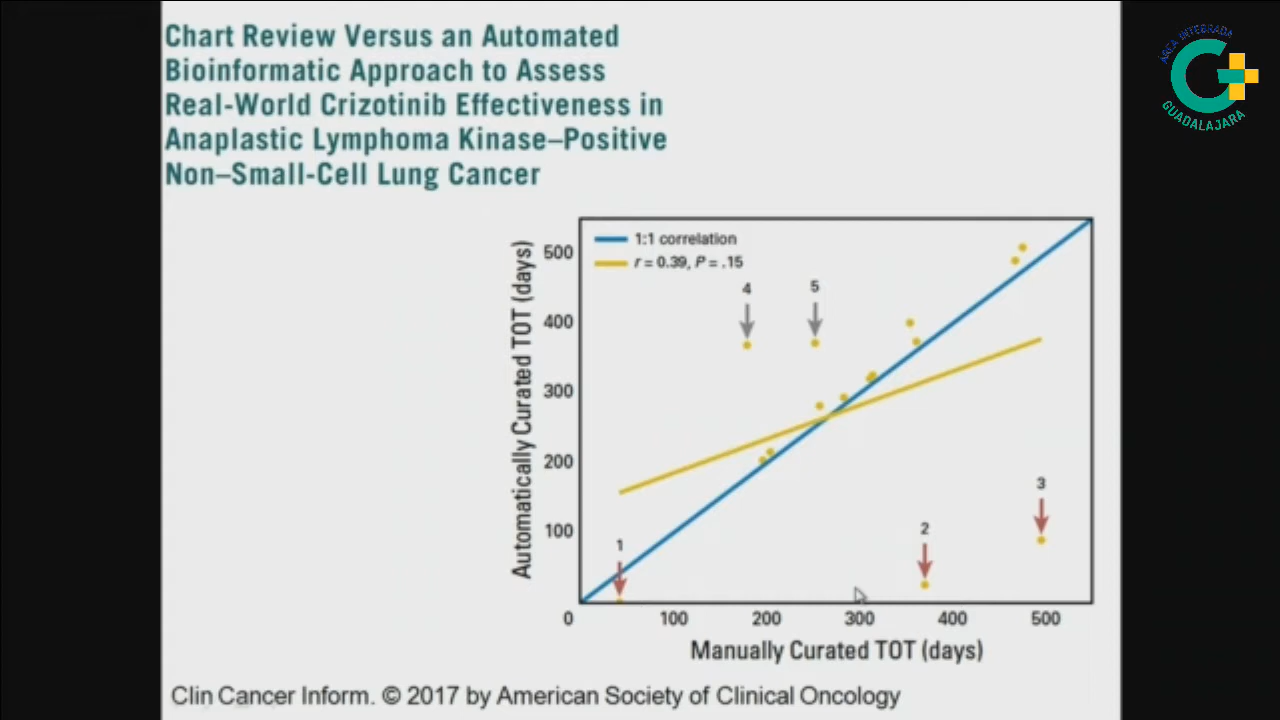 Chart Review Versus an Automated
Bioinformatic Approach to Assess
Real-World Crizotinib Effectiveness in
Anaplastic Lymphoma Kinase–Positive
Non–Small-Cell Lung Cancer
ÁREA INTEGRADA
GUADALAJARA
1:1 correlation
r = 0.39, P = .15
4
5
3
2
1
Automatically Curated TOT (days)
500
400
300
200
100
0
100
200
300
400
500
Manually Curated TOT (days)
Clin Cancer Inform. © 2017 by American Society of Clinical Oncology